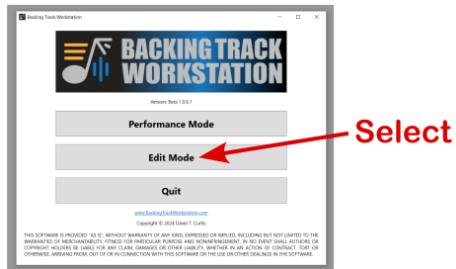 Backing Track Workstation
BACKING TRACK
WORKSTATION
Version: Beta 1.0.0.1
Performance Mode
Edit Mode
Select
Quit
www.BackingTrackWorkstation.com
Copyright © 2024 David T. Curtis
THIS SOFTWARE IS PROVIDED "AS IS", WITHOUT WARRANTY OF ANY KIND, EXPRESSED OR IMPLIED, INCLUDING BUT NOT LIMITED TO THE
WARRANTIES OF MERCHANTABILITY, FITNESS FOR PARTICULAR PURPOSE AND NONINFRINGEMENT. IN NO EVENT SHALL AUTHORS OR
COPYRIGHT HOLDERS BE LIABLE FOR ANY CLAIM, DAMAGES OR OTHER LIABILITY, WHETHER IN AN ACTION OF CONTRACT, TORT OR
OTHERWISE, ARRIVING FROM, OUT OF OR IN CONNECTION WITH THIS SOFTWARE OR THE USE OR OTHER DEALINGS IN THE SOFTWARE.